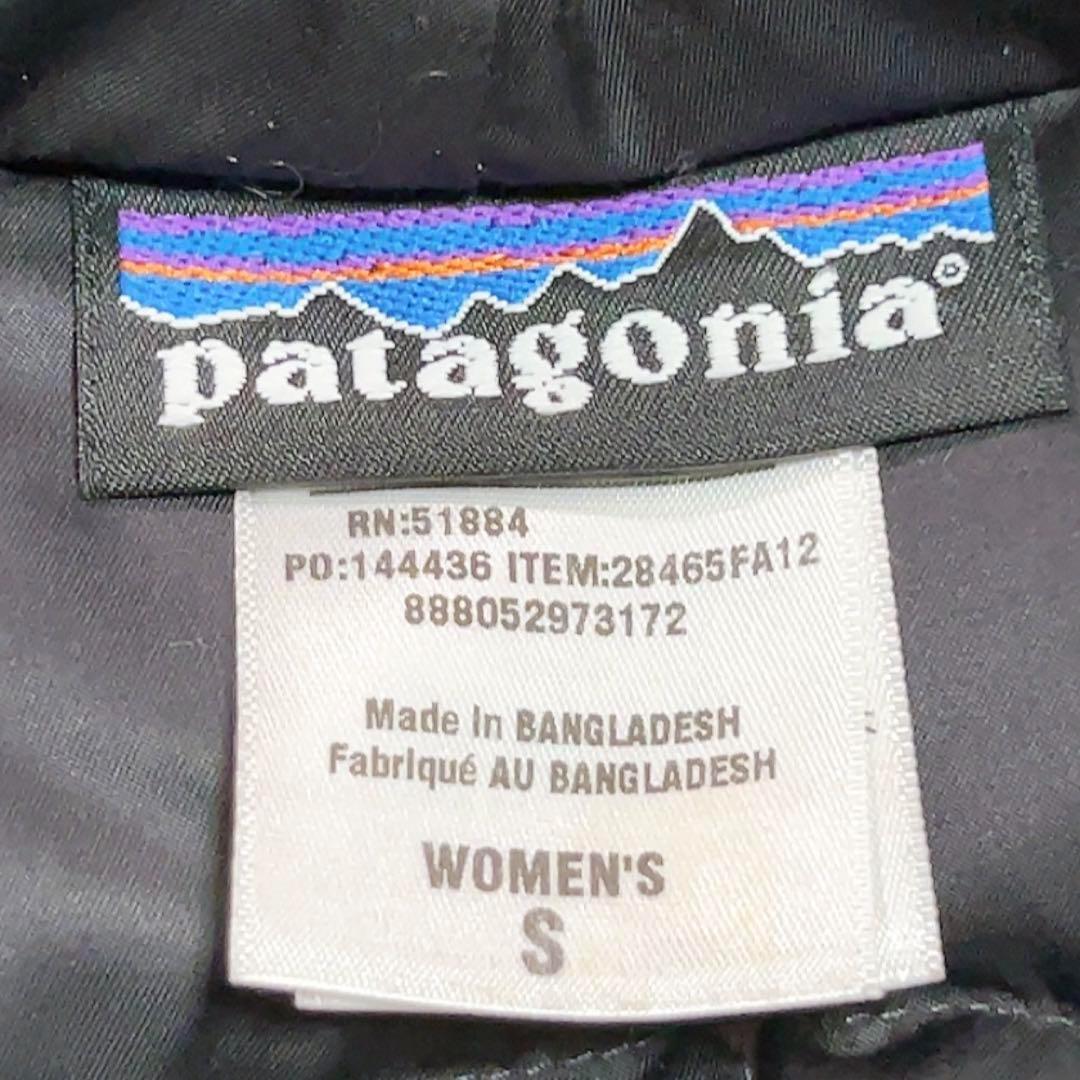 patagonia®
RN:51884
PO:144436 ITEM:28465FA12
888052973172
Made In BANGLADESH
Fabriqué AU BANGLADESH
WOMEN'S
S